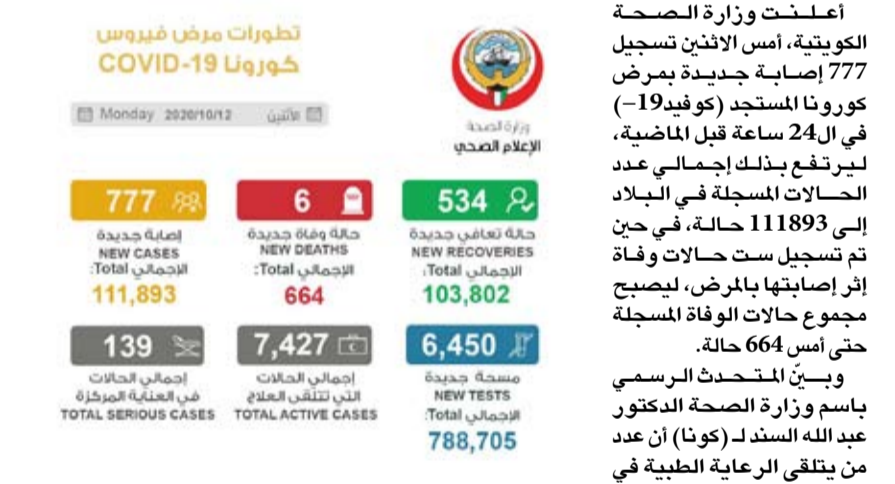 أعلنت وزارة الصحة
الكويتية، أمس الاثنين تسجيل
777 إصابة جديدة بمرض
كورونا المستجد (كوفيد19–)
في ال24 ساعة قبل الماضية،
ليرتفع بذلك إجمالي عدد
الحالات المسجلة في البلاد
إلى 111893 حالة، في حين
تم تسجيل ست حالات وفاة
إثر إصابتها بالمرض، ليصبح
مجموع حالات الوفاة المسجلة
حتى أمس 664 حالة.
وبيّن المتحدث الرسمي
باسم وزارة الصحة الدكتور
عبد الله السند لـ (كونا) أن عدد
من يتلقى الرعاية الطبية في
وزارة الصحة
الإعلام الصحي
تطورات مرض فيروس
كورونا COVID-19
الأثنين 2020/10/12 Monday
534
حالة تعافي جديدة
NEW RECOVERIES
الإجمالي Total:
103,802
6
حالة وفاة جديدة
NEW DEATHS
الإجمالي Total:
664
777
إصابة جديدة
NEW CASES
الإجمالي Total:
111,893
6,450
مسحة جديدة
NEW TESTS
الإجمالي Total:
788,705
7,427
إجمالي الحالات
التي تتلقى العلاج
TOTAL ACTIVE CASES
139
إجمالي الحالات
في العناية المركزة
TOTAL SERIOUS CASES